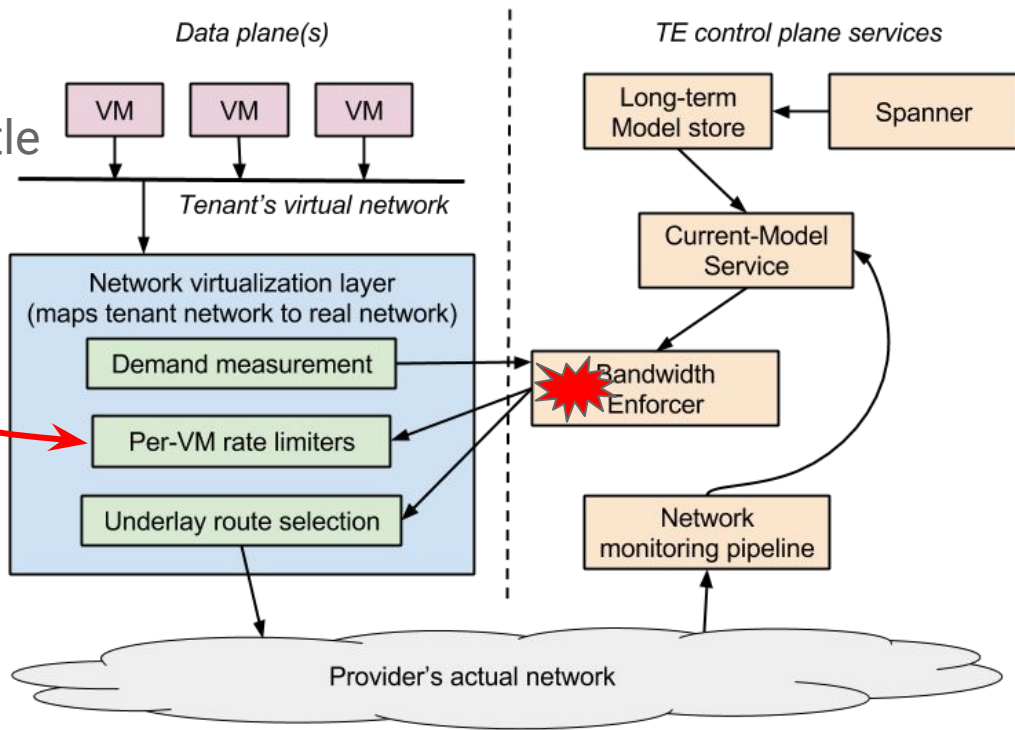 Data plane(s)
TE control plane services
VM
VM
VM
Long-term
Model store
Spanner
tle
Tenant's virtual network
Current-Model
Service
Network virtualization layer
(maps tenant network to real network)
Demand measurement
Bandwidth
Enforcer
Per-VM rate limiters
Underlay route selection
Network
monitoring pipeline
Provider's actual network